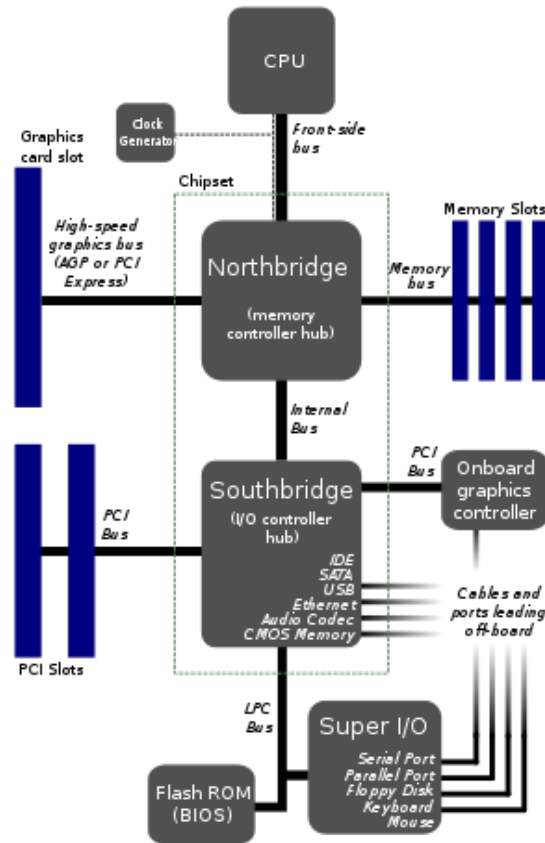 CPU
Clock
Generator
Front-side
bus
Graphics
card slot
Chipset
High-speed
graphics bus
(AGP or PCI
Express)
Northbridge
(memory
controller hub)
Memory Slots
Memory
bus
Internal
Bus
PCI
Bus
Southbridge
(I/O controller
hub)
IDE
SATA
USB
Ethernet
Audio Codec
CMOS Memory
PCI
Bus
Onboard
graphics
controller
Cables and
ports leading
off-board
PCI Slots
LPC
Bus
Super I/O
Serial Port
Parallel Port
Floppy Disk
Keyboard
Mouse
Flash ROM
(BIOS)